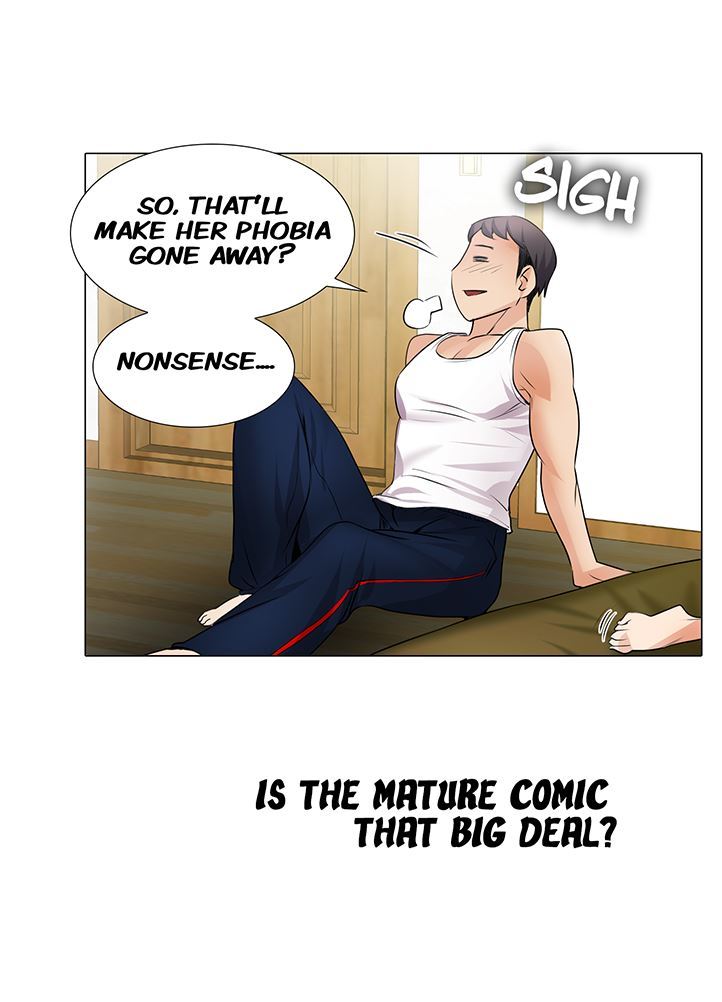 SO, THAT'LL
MAKE HER PHOBIA
GONE AWAY?
SIGH
NONSENSE....
IS THE MATURE COMIC
THAT BIG DEAL?